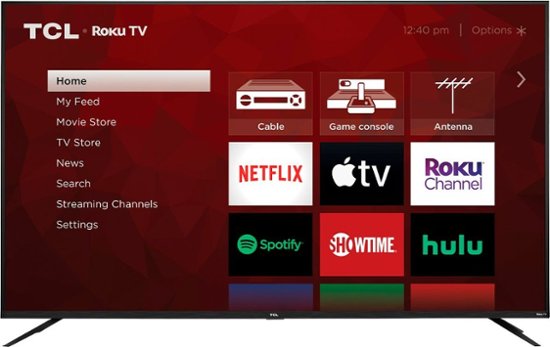 TCL • Roku TV
12:40 pm | Options
Home
My Feed
Movie Store
TV Store
News
Search
Streaming Channels
Settings
Cable
Game console
Antenna
NETFLIX
tv
Roku
Channel
Spotify
SHOWTIME
hulu
TCL